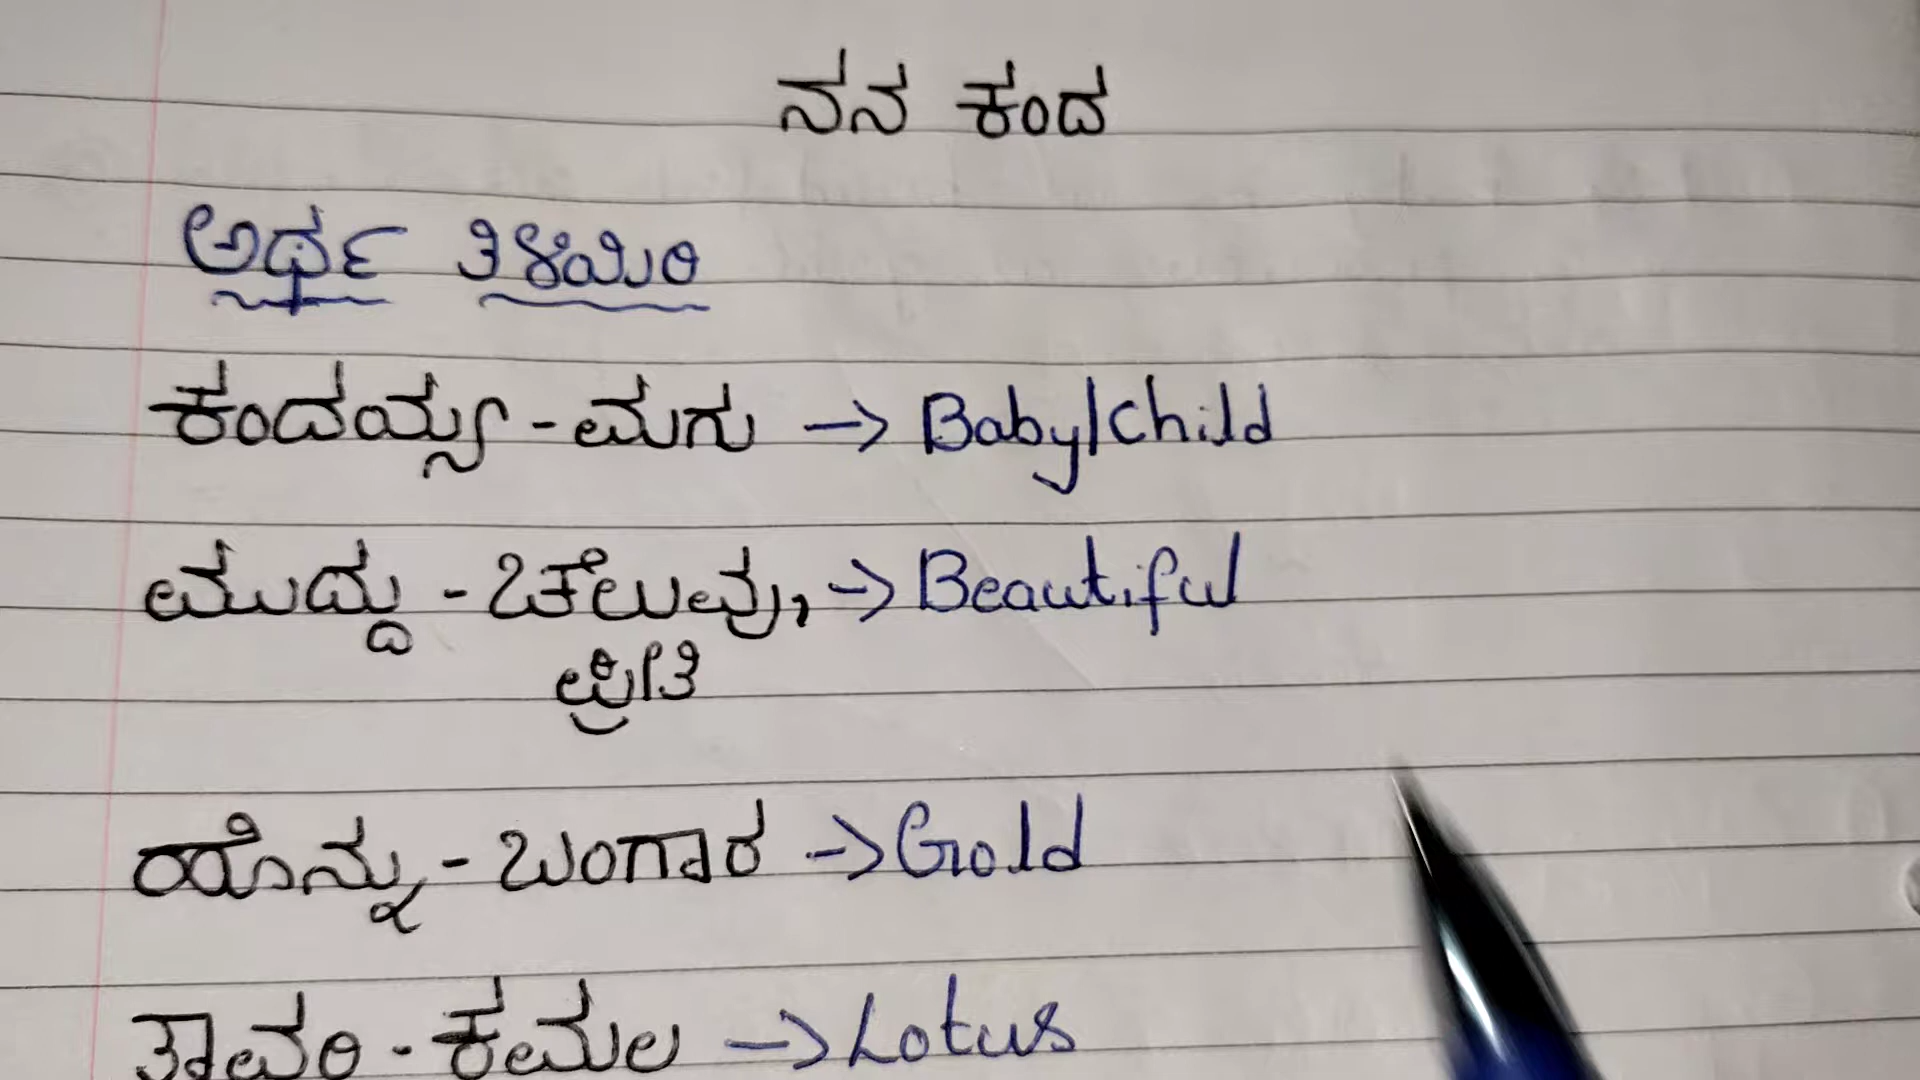 ನನ ಕಂದ
ಅರ್ಥ ತಿಳಿಯಿರಿ
ಕಂದಯ್ಯ - ಮಗು → Baby/child
ಮುದ್ದು - ಚೆಲುವು, → Beautiful
ಪ್ರೀತಿ
ಹೊನ್ನು - ಬಂಗಾರ → Gold
ತಾವರಿ - ಕಮಲ → Lotus